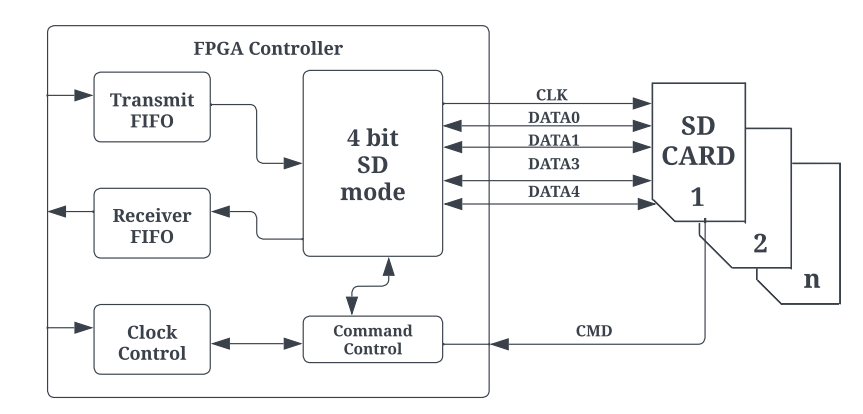 FPGA Controller
Transmit
FIFO
4 bit
SD
mode
Receiver
FIFO
Clock
Control
Command
Control
CLK
DATA0
DATA1
DATA3
DATA4
CMD
SD
CARD
1
2
n